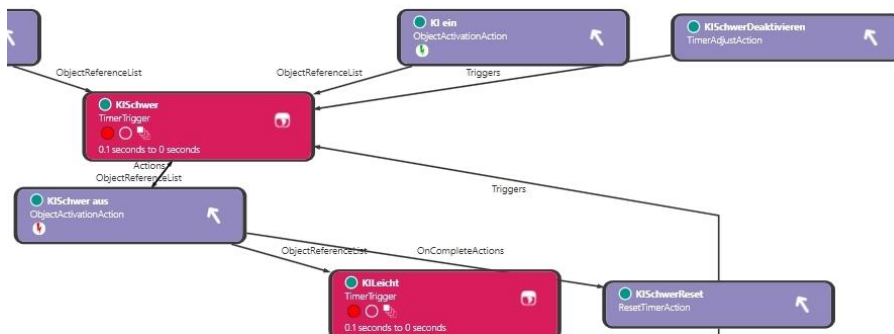 KI ein
ObjectActivationAction
KISchwerDeaktivieren
TimerAdjustAction
ObjectReferenceList
ObjectReferenceList
Triggers
KISchwer
TimerTrigger
0.1 seconds to 0 seconds
Actions
ObjectReferenceList
KISchwer aus
ObjectActivationAction
Triggers
ObjectReferenceList
OnCompleteActions
KILeicht
TimerTrigger
0.1 seconds to 0 seconds
KISchwerReset
ResetTimerAction